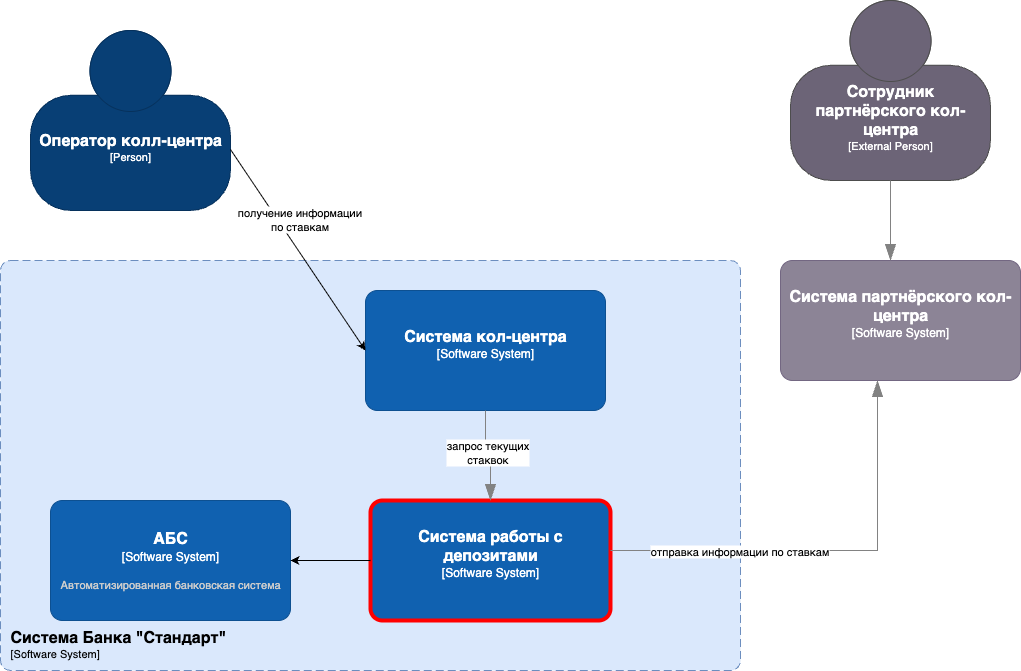 Оператор колл-центра
[Person]
Сотрудник
партнёрского кол-
центра
[External Person]
получение информации
по ставкам
Система кол-центра
[Software System]
Система партнёрского кол-
центра
[Software System]
запрос текущих
стаквок
АБС
[Software System]
Автоматизированная банковская система
Система работы с
депозитами
[Software System]
отправка информации по ставкам
Система Банка "Стандарт"
[Software System]